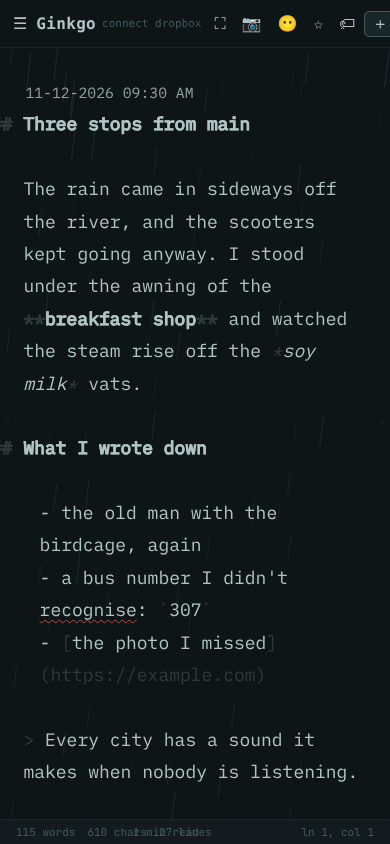 ☰ Ginkgo connect dropbox
11-12-2026 09:30 AM
# Three stops from main
The rain came in sideways off
the river, and the scooters
kept going anyway. I stood
under the awning of the
**breakfast shop** and watched
the steam rise off the *soy
milk* vats.
# What I wrote down
- the old man with the
birdcage, again
- a bus number I didn't
recognise: `307`
- [the photo I missed]
(https://example.com)
> Every city has a sound it
makes when nobody is listening.
115 words 610 chars ln 1, col 1